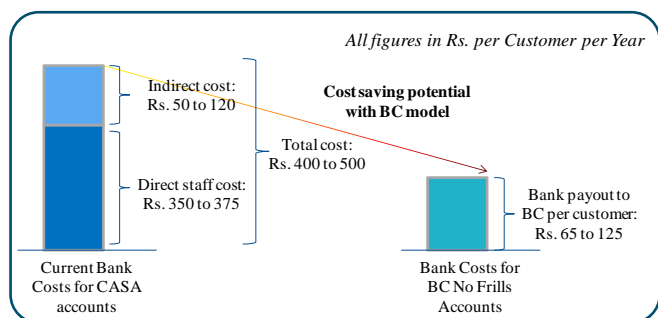 All figures in Rs. per Customer per Year
Indirect cost:
Rs. 50 to 120
Direct staff cost:
Rs. 350 to 375
Total cost:
Rs. 400 to 500
Cost saving potential
with BC model
Bank payout to
BC per customer:
Rs. 65 to 125
Current Bank
Costs for CASA
accounts
Bank Costs for
BC No Frills
Accounts